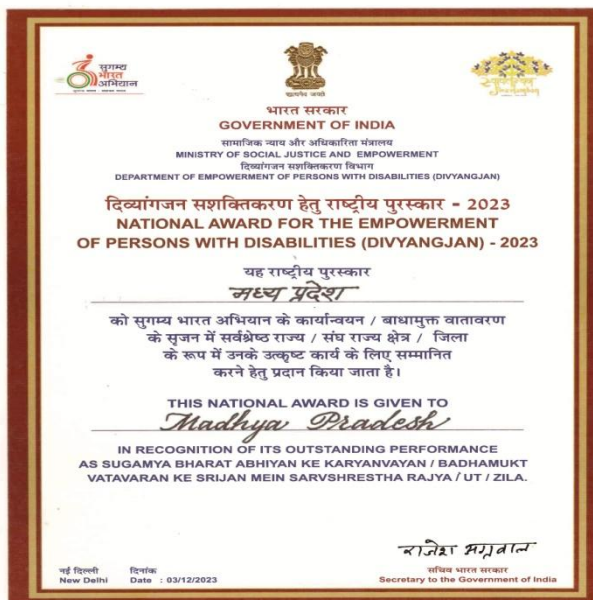 सुगम्य
भारत
अभियान
सत्यमेव जयते
भारत सरकार
GOVERNMENT OF INDIA
सामाजिक न्याय और अधिकारिता मंत्रालय
MINISTRY OF SOCIAL JUSTICE AND EMPOWERMENT
दिव्यांगजन सशक्तिकरण विभाग
DEPARTMENT OF EMPOWERMENT OF PERSONS WITH DISABILITIES (DIVYANGJAN)
दिव्यांगजन सशक्तिकरण हेतु राष्ट्रीय पुरस्कार - 2023
NATIONAL AWARD FOR THE EMPOWERMENT
OF PERSONS WITH DISABILITIES (DIVYANGJAN) - 2023
यह राष्ट्रीय पुरस्कार
मध्य प्रदेश
को सुगम्य भारत अभियान के कार्यान्वयन / बाधामुक्त वातावरण
के सृजन में सर्वश्रेष्ठ राज्य / संघ राज्य क्षेत्र / जिला
के रूप में उनके उत्कृष्ट कार्य के लिए सम्मानित
करने हेतु प्रदान किया जाता है।
THIS NATIONAL AWARD IS GIVEN TO
Madhya Pradesh
IN RECOGNITION OF ITS OUTSTANDING PERFORMANCE
AS SUGAMYA BHARAT ABHIYAN KE KARYANVAYAN / BADHAMUKT
VATAVARAN KE SRIJAN MEIN SARVSHRESTHA RAJYA / UT / ZILA.
राजेश अग्रवाल
नई दिल्ली दिनांक सचिव भारत सरकार
New Delhi Date : 03/12/2023 Secretary to the Government of India